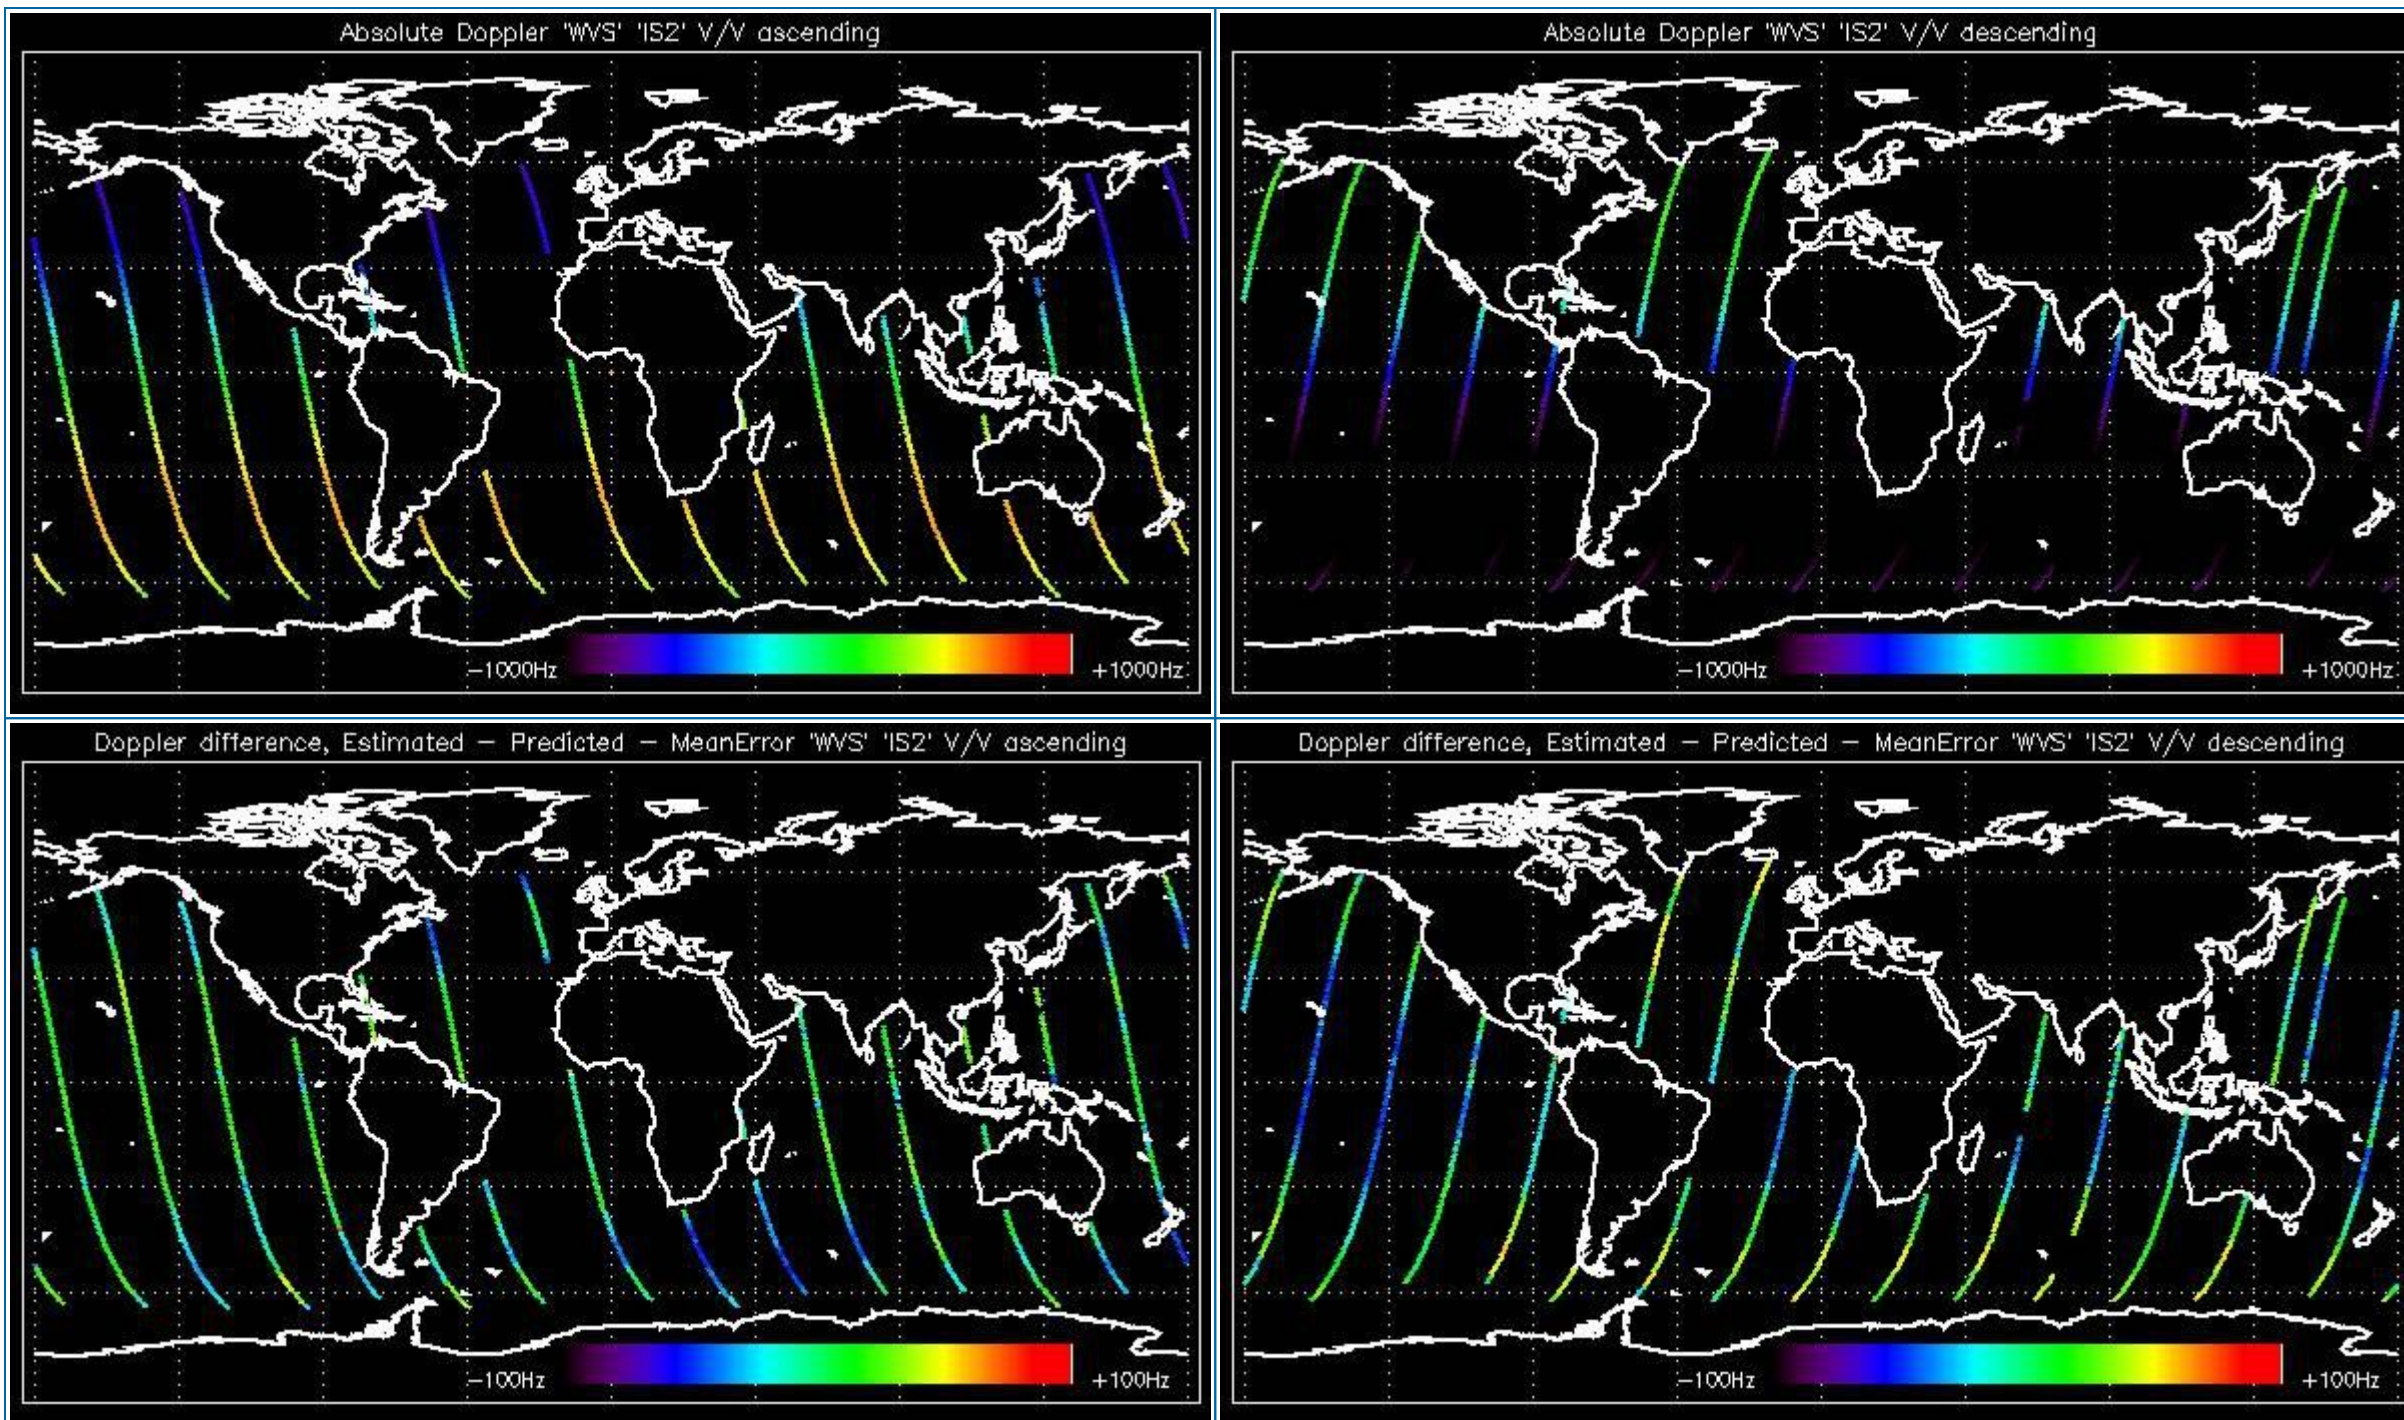 Absolute Doppler 'WVS' 'IS2' V/V ascending
-1000Hz
+1000Hz
Absolute Doppler 'WVS' 'IS2' V/V descending
-1000Hz
+1000Hz
Doppler difference, Estimated - Predicted - MeanError 'WVS' 'IS2' V/V ascending
-100Hz
+100Hz
Doppler difference, Estimated - Predicted - MeanError 'WVS' 'IS2' V/V descending
-100Hz
+100Hz